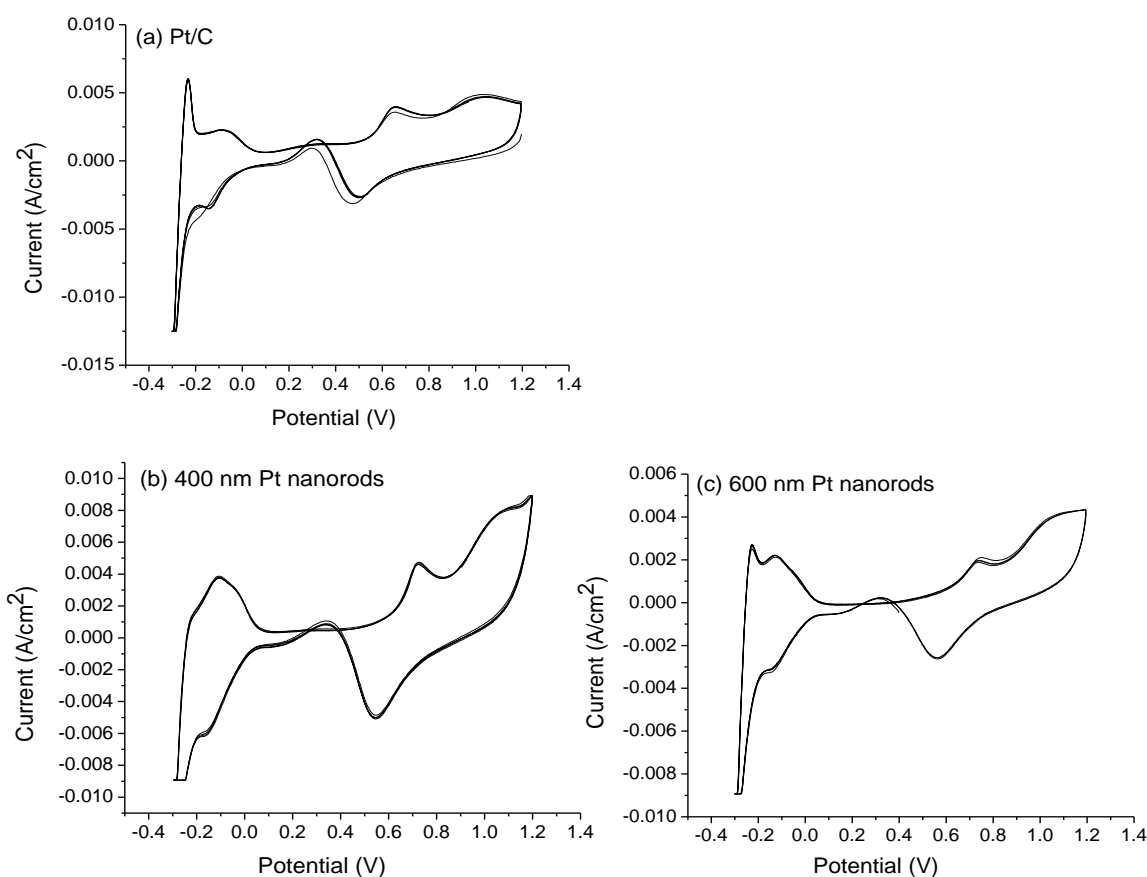 (a) Pt/C
0.010
0.005
0.000
-0.005
-0.010
-0.015
Current (A/cm²)
-0.4 -0.2 0.0 0.2 0.4 0.6 0.8 1.0 1.2 1.4
Potential (V)
(b) 400 nm Pt nanorods
0.010
0.008
0.006
0.004
0.002
0.000
-0.002
-0.004
-0.006
-0.008
-0.010
Current (A/cm²)
-0.4 -0.2 0.0 0.2 0.4 0.6 0.8 1.0 1.2 1.4
Potential (V)
(c) 600 nm Pt nanorods
0.006
0.004
0.002
0.000
-0.002
-0.004
-0.006
-0.008
-0.010
Current (A/cm²)
-0.4 -0.2 0.0 0.2 0.4 0.6 0.8 1.0 1.2 1.4
Potential (V)